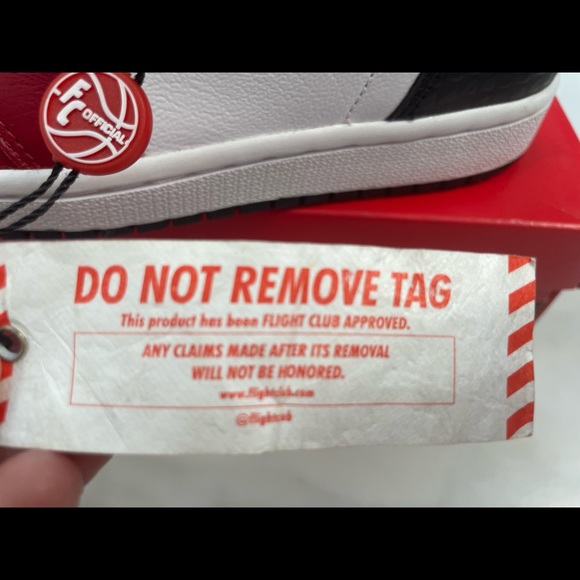 FC
OFFICIAL
DO NOT REMOVE TAG
This product has been FLIGHT CLUB APPROVED.
ANY CLAIMS MADE AFTER ITS REMOVAL
WILL NOT BE HONORED.
www.flightclub.com
@flightclub